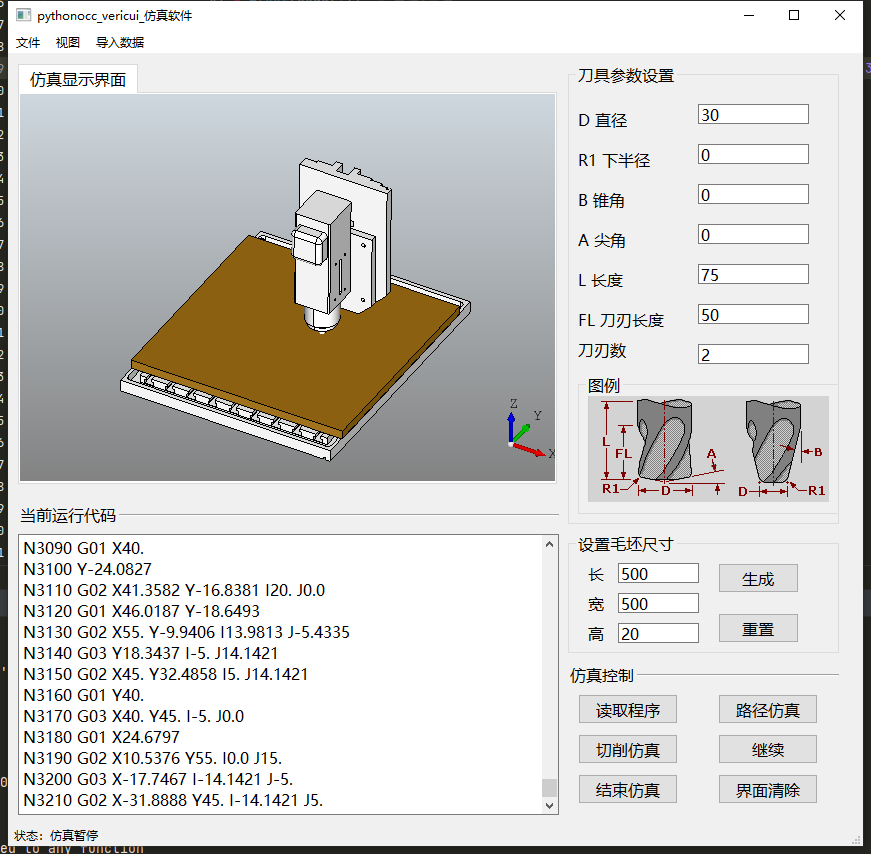 pythonocc_vericui_仿真软件
文件 视图 导入数据
仿真显示界面
Z
Y
X
当前运行代码
N3090 G01 X40.
N3100 Y-24.0827
N3110 G02 X41.3582 Y-16.8381 I20. J0.0
N3120 G01 X46.0187 Y-18.6493
N3130 G02 X55. Y-9.9406 I13.9813 J-5.4335
N3140 G03 Y18.3437 I-5. J14.1421
N3150 G02 X45. Y32.4858 I5. J14.1421
N3160 G01 Y40.
N3170 G03 X40. Y45. I-5. J0.0
N3180 G01 X24.6797
N3190 G02 X10.5376 Y55. I0.0 J15.
N3200 G03 X-17.7467 I-14.1421 J-5.
N3210 G02 X-31.8888 Y45. I-14.1421 J5.
刀具参数设置
D 直径 30
R1 下半径 0
B 锥角 0
A 尖角 0
L 长度 75
FL 刀刃长度 50
刀刃数 2
图例
L
FL
A
R1
D
B
D
R1
设置毛坯尺寸
长 500
宽 500
高 20
生成
重置
仿真控制
读取程序 路径仿真
切削仿真 继续
结束仿真 界面清除
状态：仿真暂停
ed to any function